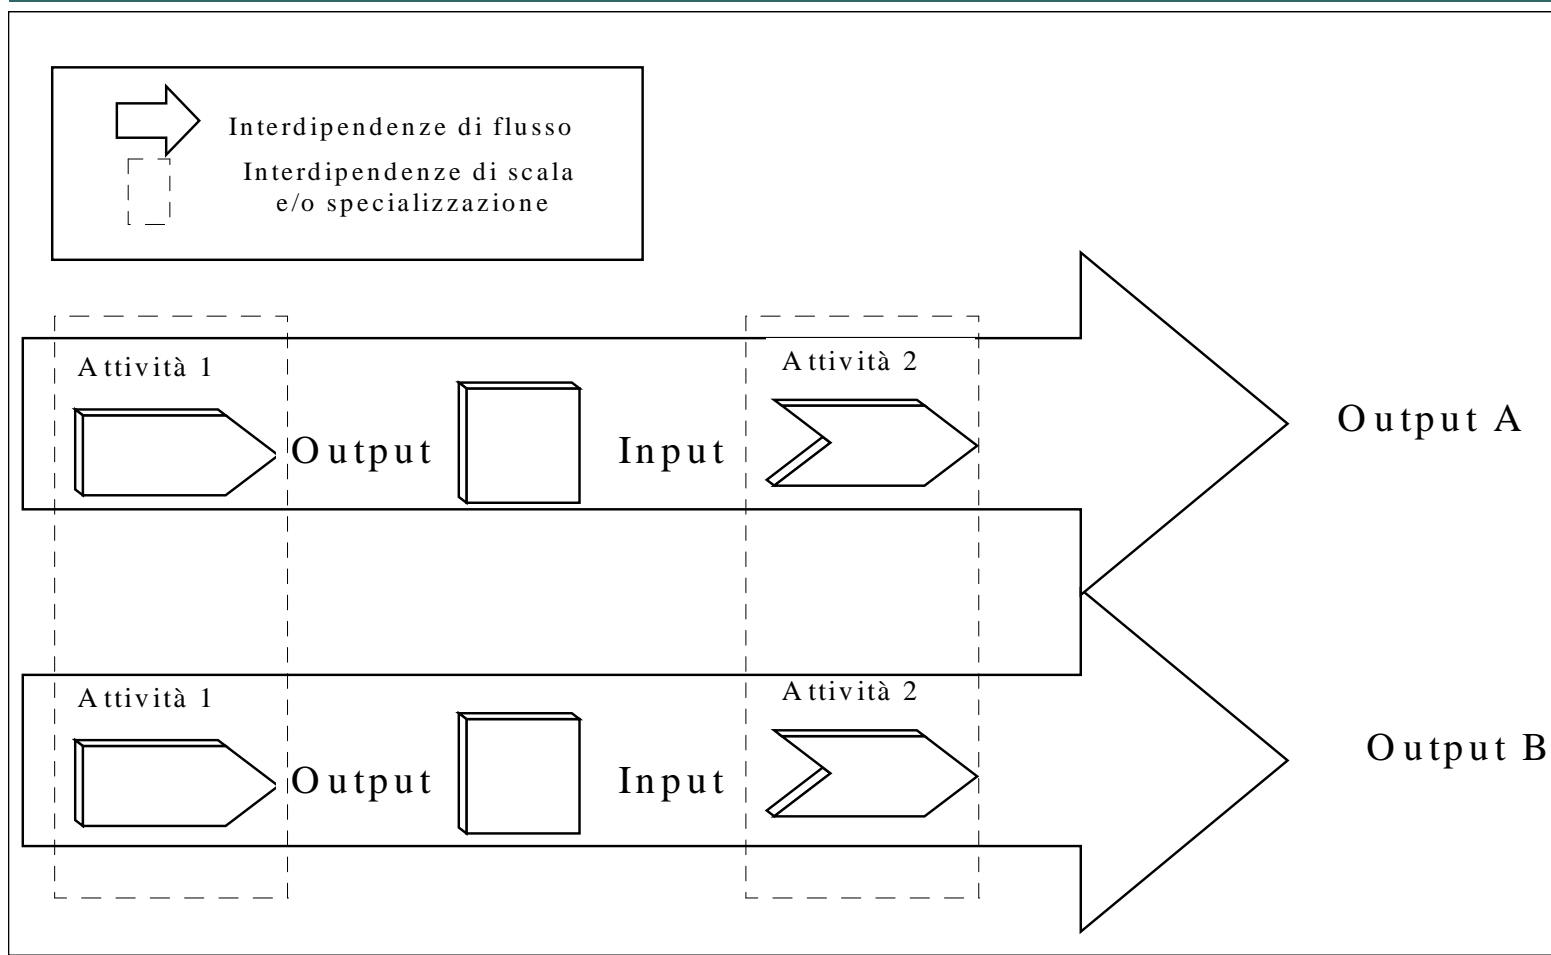 Interdipendenze di flusso
Interdipendenze di scala
e/o specializzazione
Attività 1
Attività 2
Output
Input
Output A
Attività 1
Attività 2
Output
Input
Output B